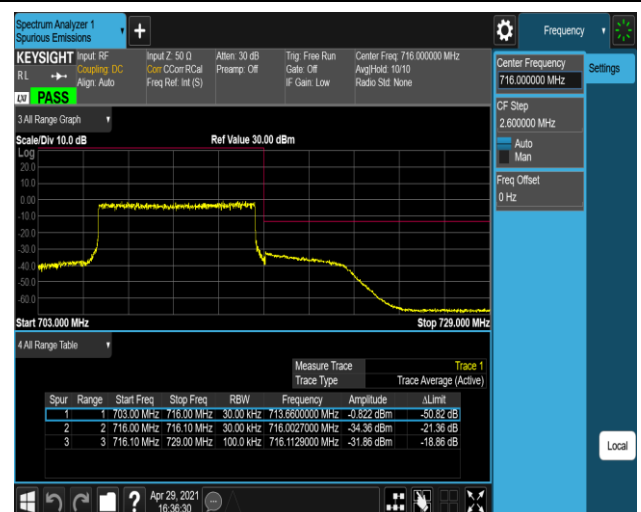 Spectrum Analyzer 1
Spurious Emissions
Frequency
KEYSIGHT Input: RF Input Z: 50 Ω Atten: 30 dB Trig: Free Run Center Freq: 716.000000 MHz
RL Coupling: DC Corr CCorr RCal Preamp: Off Gate: Off Avg|Hold: 10/10
Align: Auto Freq Ref: Int (S) IF Gain: Low Radio Std: None
LXI PASS
Center Frequency
716.000000 MHz
Settings
CF Step
2.600000 MHz
Auto
Man
Freq Offset
0 Hz
3 All Range Graph
Scale/Div 10.0 dB Ref Value 30.00 dBm
Log
20.0
10.0
0.00
-10.0
-20.0
-30.0
-40.0
-50.0
-60.0
Start 703.000 MHz Stop 729.000 MHz
4 All Range Table
Measure Trace Trace 1
Trace Type Trace Average (Active)
Spur Range Start Freq Stop Freq RBW Frequency Amplitude ΔLimit
1 1 703.00 MHz 716.00 MHz 30.00 kHz 713.6600000 MHz -0.822 dBm -50.82 dB
2 2 716.00 MHz 716.10 MHz 30.00 kHz 716.0027000 MHz -34.36 dBm -21.36 dB
3 3 716.10 MHz 729.00 MHz 100.0 kHz 716.1129000 MHz -31.86 dBm -18.86 dB
Local
? Apr 29, 2021
16:36:30